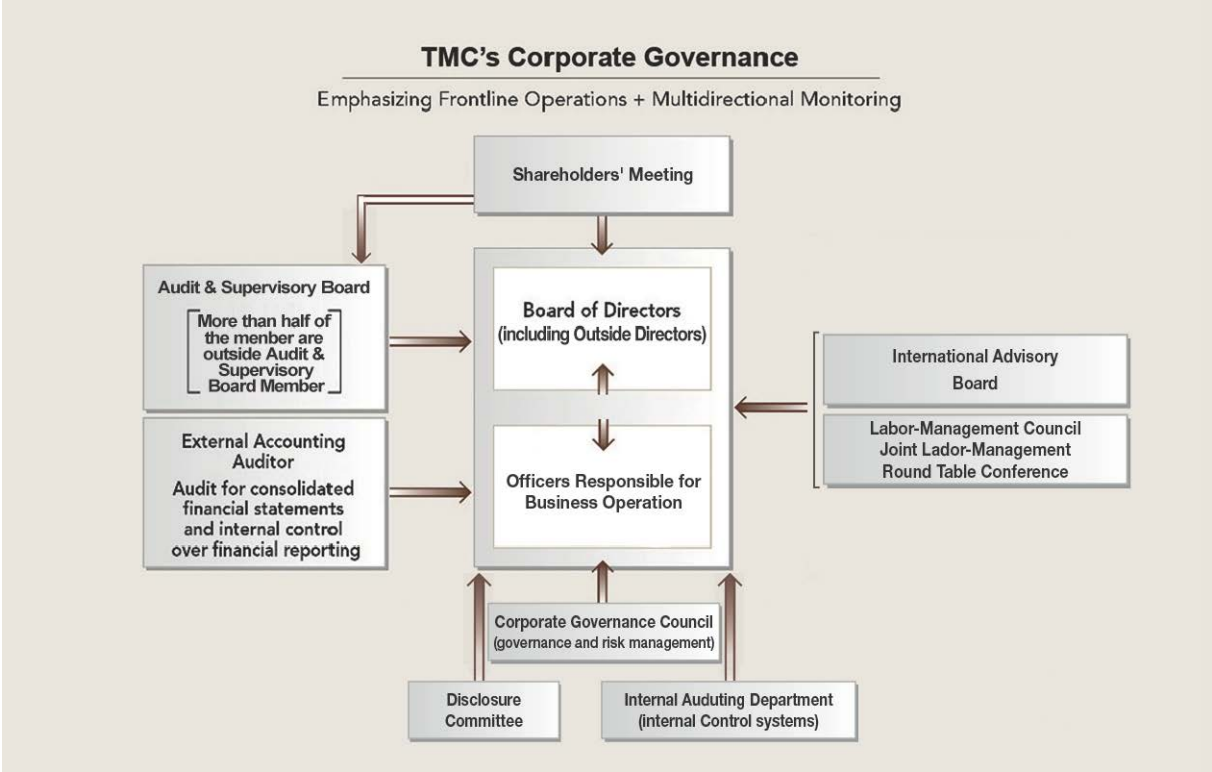 TMC's Corporate Governance
Emphasizing Frontline Operations + Multidirectional Monitoring
Shareholders' Meeting
Audit & Supervisory Board
More than half of
the menber are
outside Audit &
Supervisory
Board Member
External Accounting
Auditor
Audit for consolidated
financial statements
and internal control
over financial reporting
Board of Directors
(including Outside Directors)
Officers Responsible for
Business Operation
International Advisory
Board
Labor-Management Council
Joint Lador-Management
Round Table Conference
Corporate Governance Council
(governance and risk management)
Disclosure
Committee
Internal Auduting Department
(internal Control systems)